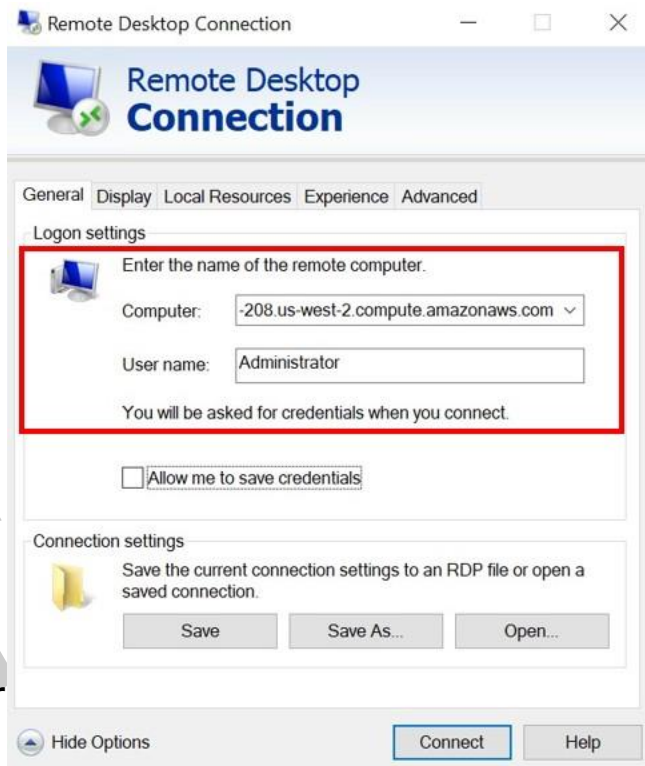 Remote Desktop Connection
Remote Desktop
Connection
General Display Local Resources Experience Advanced
Logon settings
Enter the name of the remote computer.
Computer: -208.us-west-2.compute.amazonaws.com
User name: Administrator
You will be asked for credentials when you connect.
Allow me to save credentials
Connection settings
Save the current connection settings to an RDP file or open a
saved connection.
Save Save As... Open...
Hide Options Connect Help